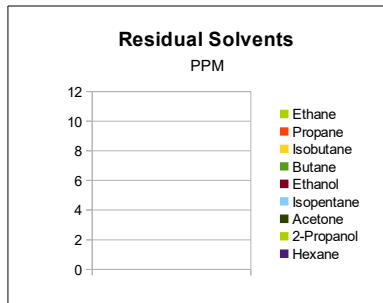 Residual Solvents
PPM
12
10
8
6
4
2
0
Ethane
Propane
Isobutane
Butane
Ethanol
Isopentane
Acetone
2-Propanol
Hexane